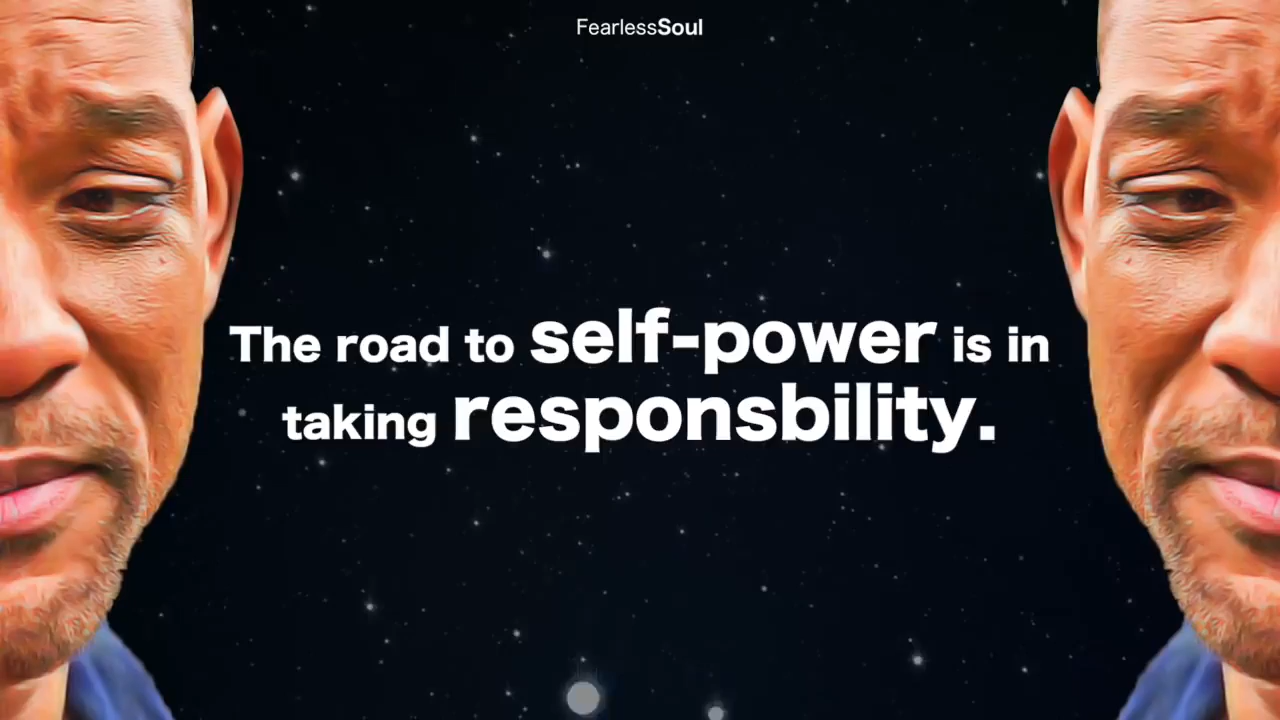 FearlessSoul
The road to self-power is in
taking responsbility.